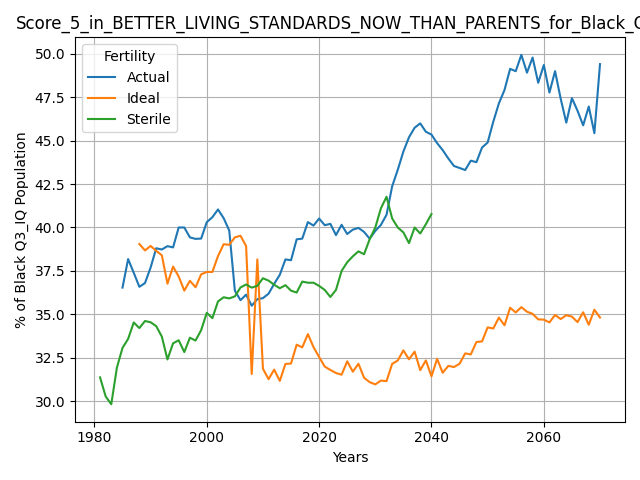 Score_5_in_BETTER_LIVING_STANDARDS_NOW_THAN_PARENTS_for_Black_
Fertility
Actual
Ideal
Sterile
50.0
47.5
45.0
42.5
40.0
37.5
35.0
32.5
30.0
% of Black Q3_IQ Population
1980 2000 2020 2040 2060
Years